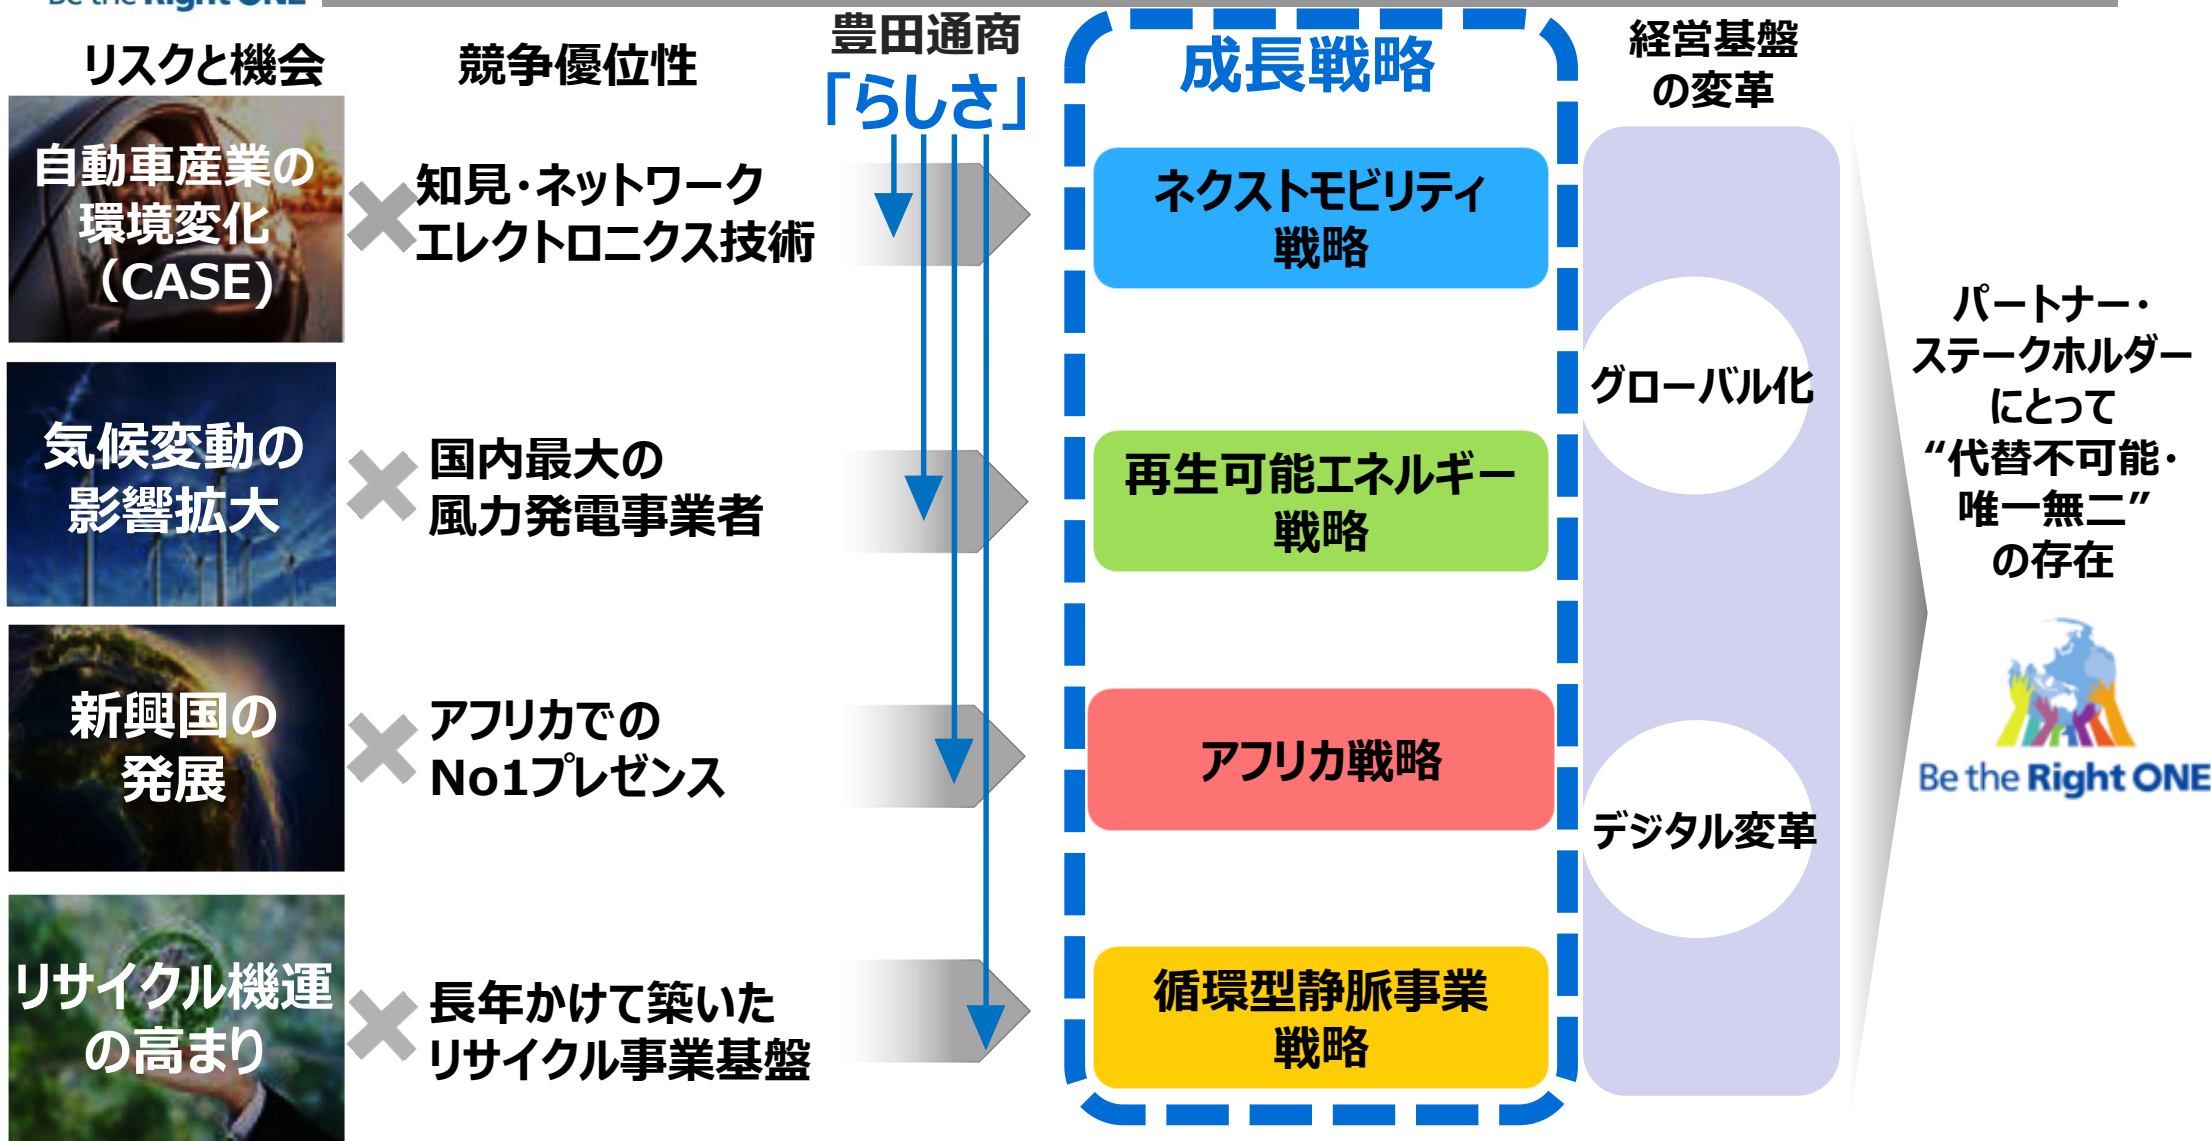 Be the Right ONE
リスクと機会
競争優位性
豊田通商
「らしさ」
成長戦略
経営基盤
の変革
自動車産業の
環境変化
（CASE）
知見・ネットワーク
エレクトロニクス技術
ネクストモビリティ
戦略
気候変動の
影響拡大
国内最大の
風力発電事業者
再生可能エネルギー
戦略
新興国の
発展
アフリカでの
No1プレゼンス
アフリカ戦略
リサイクル機運
の高まり
長年かけて築いた
リサイクル事業基盤
循環型静脈事業
戦略
グローバル化
デジタル変革
パートナー・
ステークホルダー
にとって
“代替不可能・
唯一無二”
の存在
Be the Right ONE